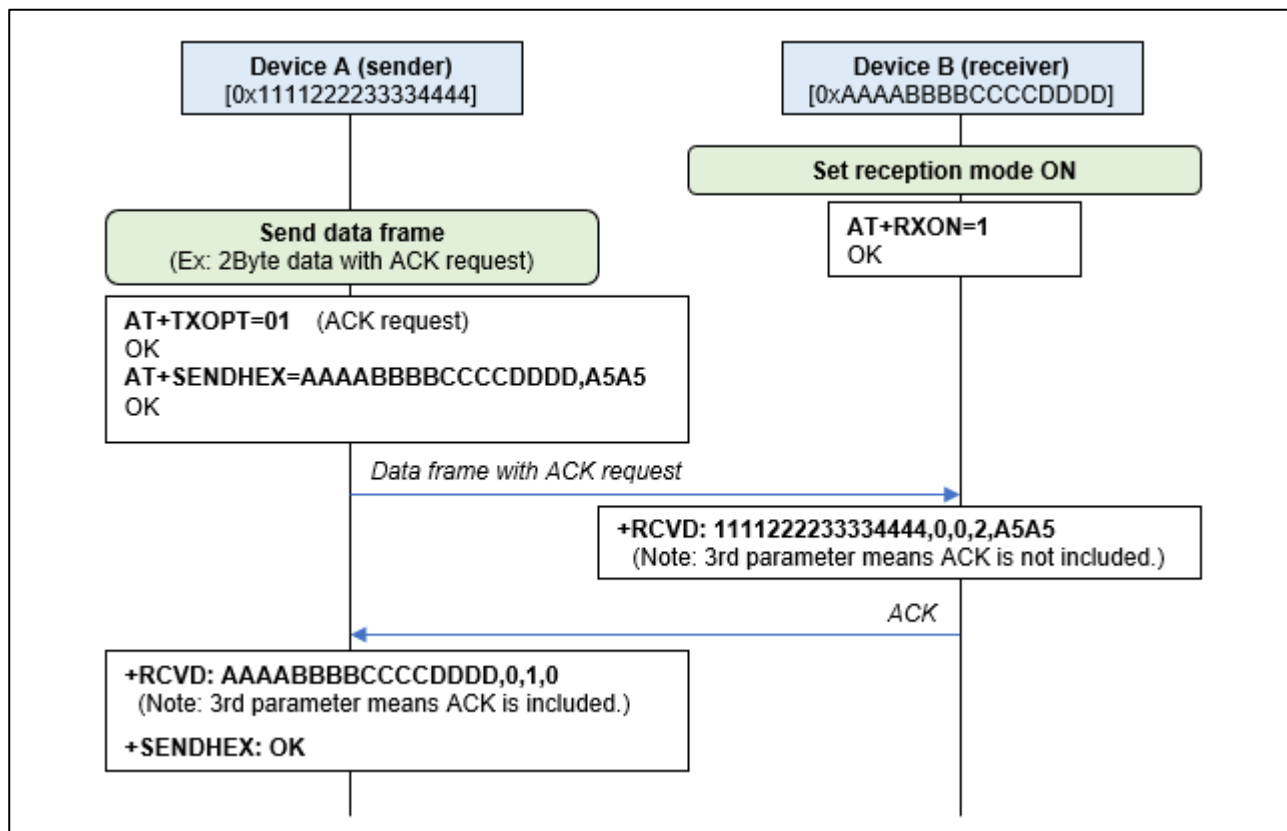 Device A (sender)
[0x1111222233334444]
Device B (receiver)
[0xAAAABBBBCCCCDDDD]
Set reception mode ON
AT+RXON=1
OK
Send data frame
(Ex: 2Byte data with ACK request)
AT+TXOPT=01 (ACK request)
OK
AT+SENDHEX=AAAABBBBCCCCDDDD,A5A5
OK
Data frame with ACK request
+RCVD: 1111222233334444,0,0,2,A5A5
(Note: 3rd parameter means ACK is not included.)
ACK
+RCVD: AAAABBBBCCCCDDDD,0,1,0
(Note: 3rd parameter means ACK is included.)
+SENDHEX: OK